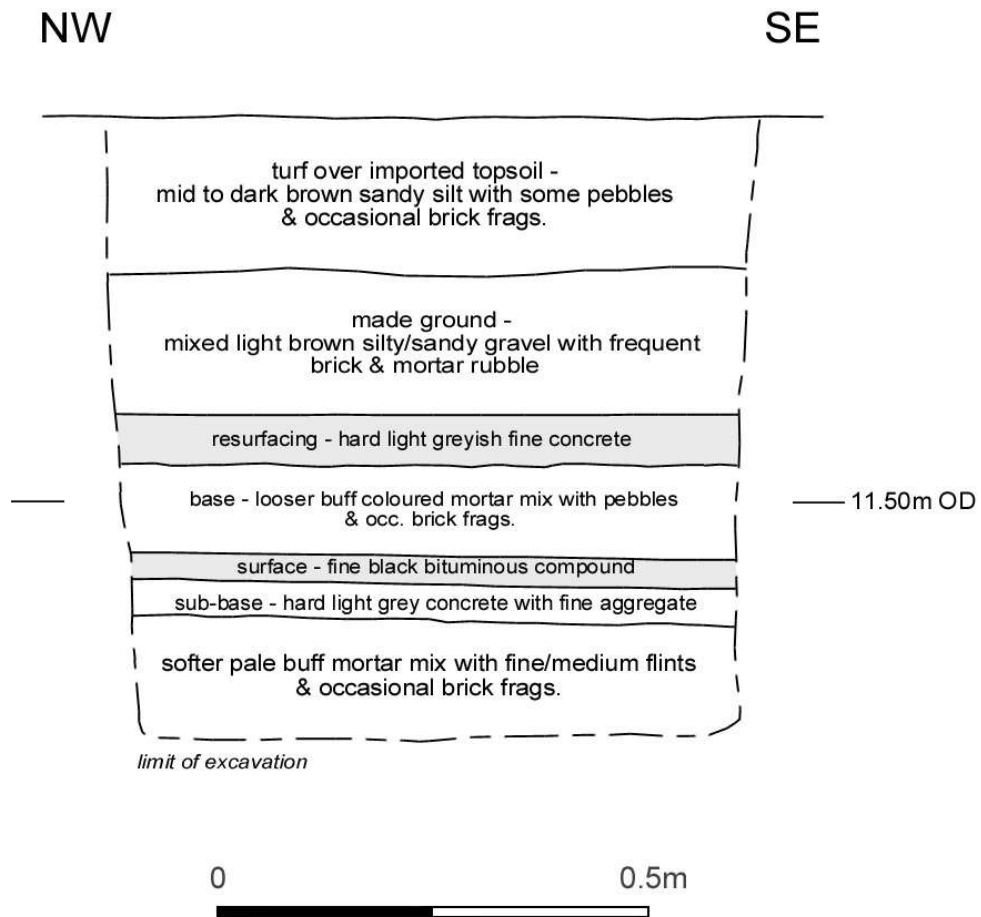 NW SE
turf over imported topsoil -
mid to dark brown sandy silt with some pebbles
& occasional brick frags.
made ground -
mixed light brown silty/sandy gravel with frequent
brick & mortar rubble
resurfacing - hard light greyish fine concrete
base - looser buff coloured mortar mix with pebbles
& occ. brick frags.
11.50m OD
surface - fine black bituminous compound
sub-base - hard light grey concrete with fine aggregate
softer pale buff mortar mix with fine/medium flints
& occasional brick frags.
limit of excavation
0 0.5m